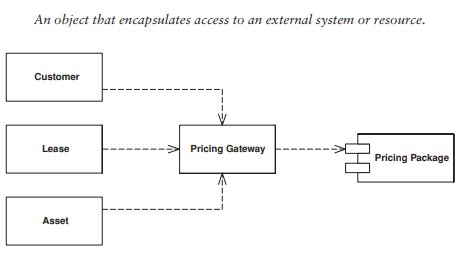 An object that encapsulates access to an external system or resource.
Customer
Lease
Pricing Gateway
Pricing Package
Asset